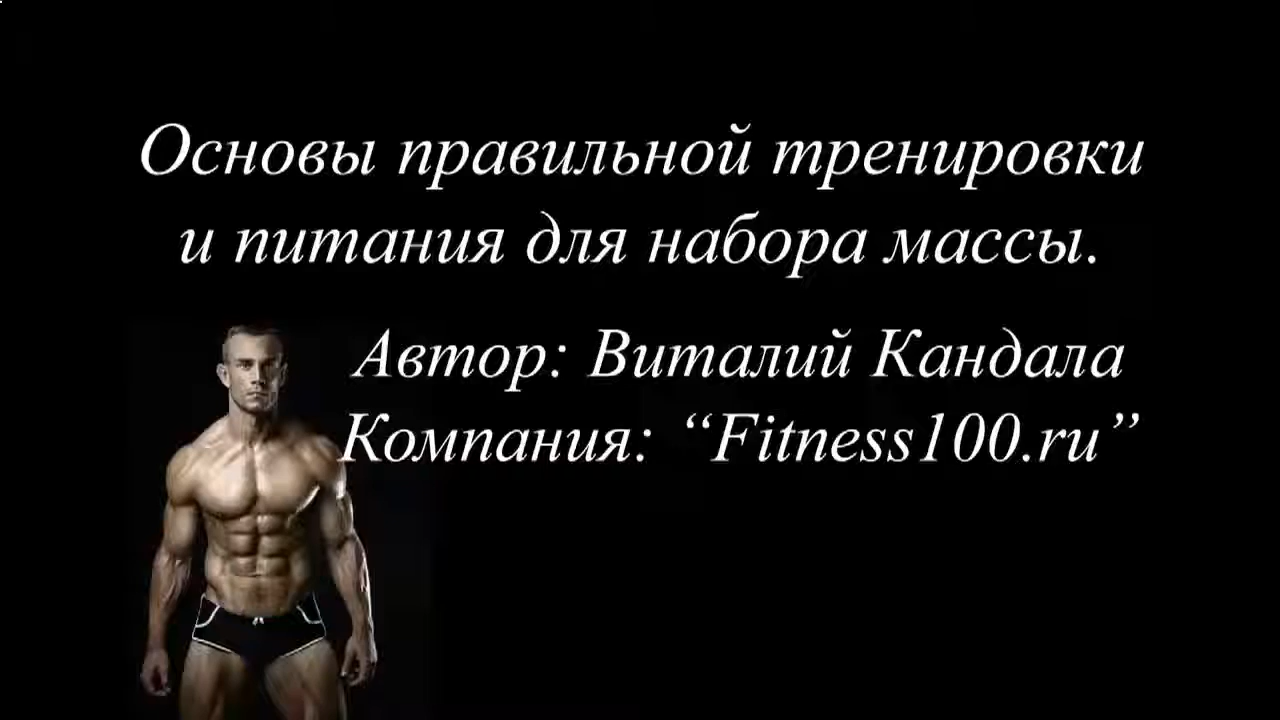 Основы правильной тренировки
и питания для набора массы.
Автор: Виталий Кандала
Компания: “Fitness100.ru”